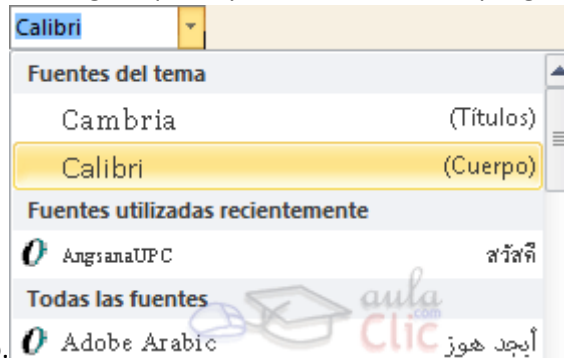 Calibri
Fuentes del tema
Cambria (Títulos)
Calibri (Cuerpo)
Fuentes utilizadas recientemente
AngsanaUPC สวัสดี
Todas las fuentes
aula
Clic .com
Adobe Arabic أيجد هوز